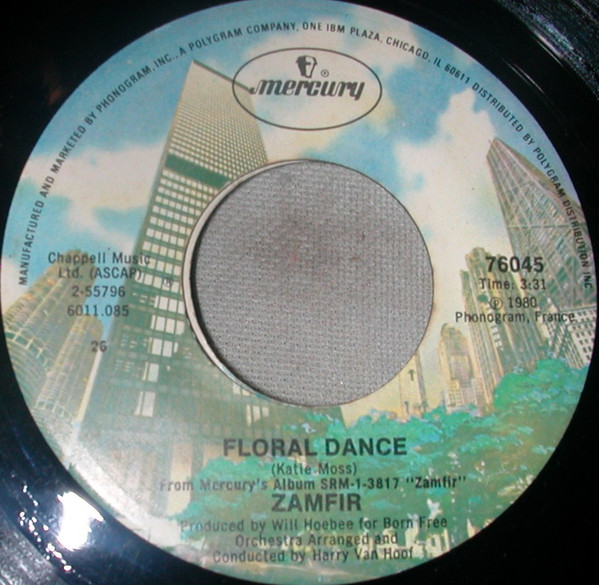 MANUFACTURED AND MARKETED BY PHONOGRAM, INC., A POLYGRAM COMPANY, ONE IBM PLAZA, CHICAGO, IL 60611 DISTRIBUTED BY POLYGRAM DISTRIBUTION INC
mercury®
Chappell Music
Ltd. (ASCAP)
2-55796
6011.085
26
76045
Time: 3:31
℗ 1980
Phonogram, France
FLORAL DANCE
(Katie Moss)
From Mercury's Album SRM-1-3817 "Zamfir"
ZAMFIR
Produced by Will Hoebee for Born Free
Orchestra Arranged and
Conducted by Harry Van Hoof